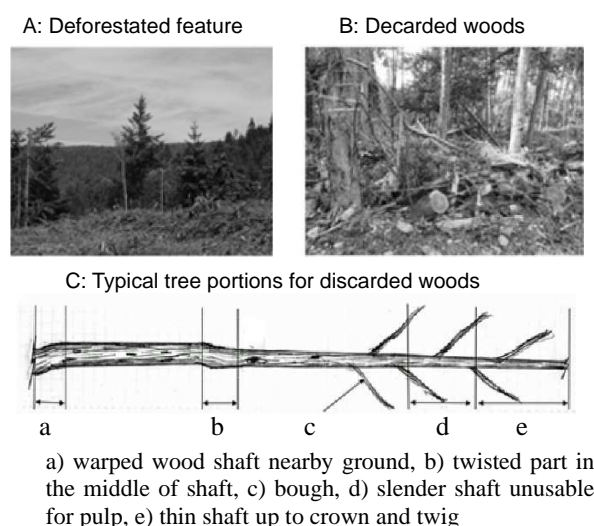 A: Deforestated feature
B: Decarded woods
C: Typical tree portions for discarded woods
a b c d e
a) warped wood shaft nearby ground, b) twisted part in
the middle of shaft, c) bough, d) slender shaft unusable
for pulp, e) thin shaft up to crown and twig